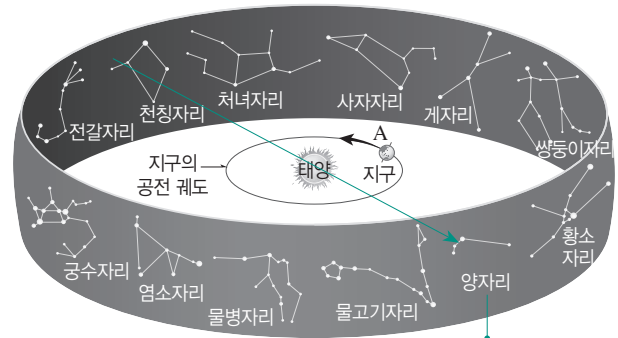 전갈자리
천칭자리
처녀자리
사자자리
게자리
쌍둥이자리
A
지구의
공전 궤도
태양
지구
궁수자리
염소자리
물병자리
물고기자리
양자리
황소
자리